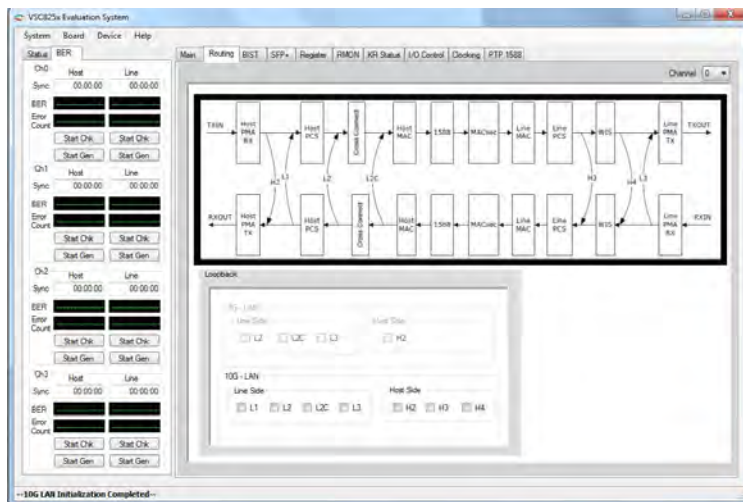 VSC825x Evaluation System
System Board Device Help
Status BER
Main Routing BIST SFP+ Register RMON KR Status I/O Control Clocking PTP 1588
Channel 0
Ch0 Host Line
Sync 00:00:00 00:00:00
BER
Error Count
Start Chk Start Chk
Start Gen Start Gen
Ch1 Host Line
Sync 00:00:00 00:00:00
BER
Error Count
Start Chk Start Chk
Start Gen Start Gen
Ch2 Host Line
Sync 00:00:00 00:00:00
BER
Error Count
Start Chk Start Chk
Start Gen Start Gen
Ch3 Host Line
Sync 00:00:00 00:00:00
BER
Error Count
Start Chk Start Chk
Start Gen Start Gen
TXIN Host PMA RX Host PCS Cross Connect Host MAC 1588 MACsec Line MAC Line PCS WIS Line PMA TX TXOUT
H2 L1 L2 L2C H3 H4 L3
RXOUT Host PMA TX Host PCS Cross Connect Host MAC 1588 MACsec Line MAC Line PCS WIS Line PMA RX RXIN
Loopback
1G - LAN
Line Side Host Side
L2 L2C L3 H2
10G - LAN
Line Side Host Side
L1 L2 L2C L3 H2 H3 H4
--10G LAN Initialization Completed--